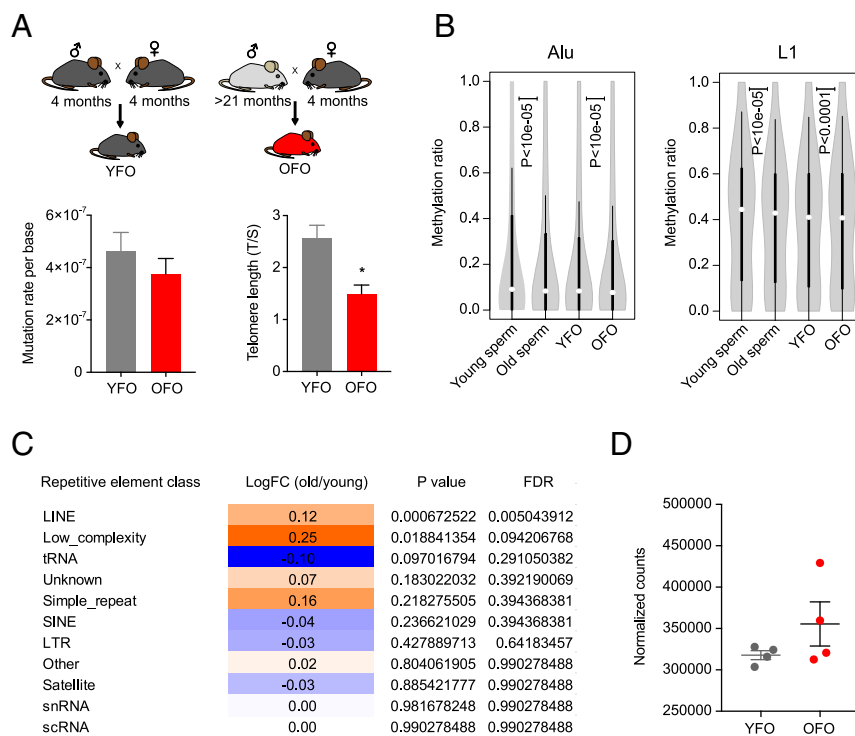 A
♂ x ♀
♂ x ♀
4 months 4 months
>21 months 4 months
YFO
OFO
Mutation rate per base
6×10⁻⁷
4×10⁻⁷
2×10⁻⁷
0
YFO OFO
Telomere length (T/S)
3
2
1
0
*
YFO OFO
B
Alu
Methylation ratio
1.0
0.8
0.6
0.4
0.2
0.0
P<10e-05
P<10e-05
Young sperm
Old sperm
YFO
OFO
L1
Methylation ratio
1.0
0.8
0.6
0.4
0.2
0.0
P<10e-05
P<0.0001
Young sperm
Old sperm
YFO
OFO
C
Repetitive element class LogFC (old/young) P value FDR
LINE 0.12 0.000672522 0.005043912
Low_complexity 0.25 0.018841354 0.094206768
tRNA -0.10 0.097016794 0.291050382
Unknown 0.07 0.183022032 0.392190069
Simple_repeat 0.16 0.218275505 0.394368381
SINE -0.04 0.236621029 0.394368381
LTR -0.03 0.427889713 0.64183457
Other 0.02 0.804061905 0.990278488
Satellite -0.03 0.885421777 0.990278488
snRNA 0.00 0.981678248 0.990278488
scRNA 0.00 0.990278488 0.990278488
D
Normalized counts
500000
450000
400000
350000
300000
250000
YFO OFO